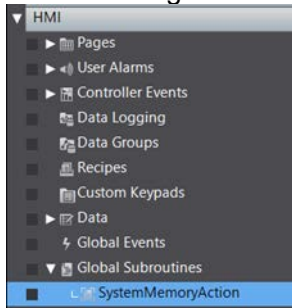 HMI
Pages
User Alarms
Controller Events
Data Logging
Data Groups
Recipes
Custom Keypads
Data
Global Events
Global Subroutines
SystemMemoryAction